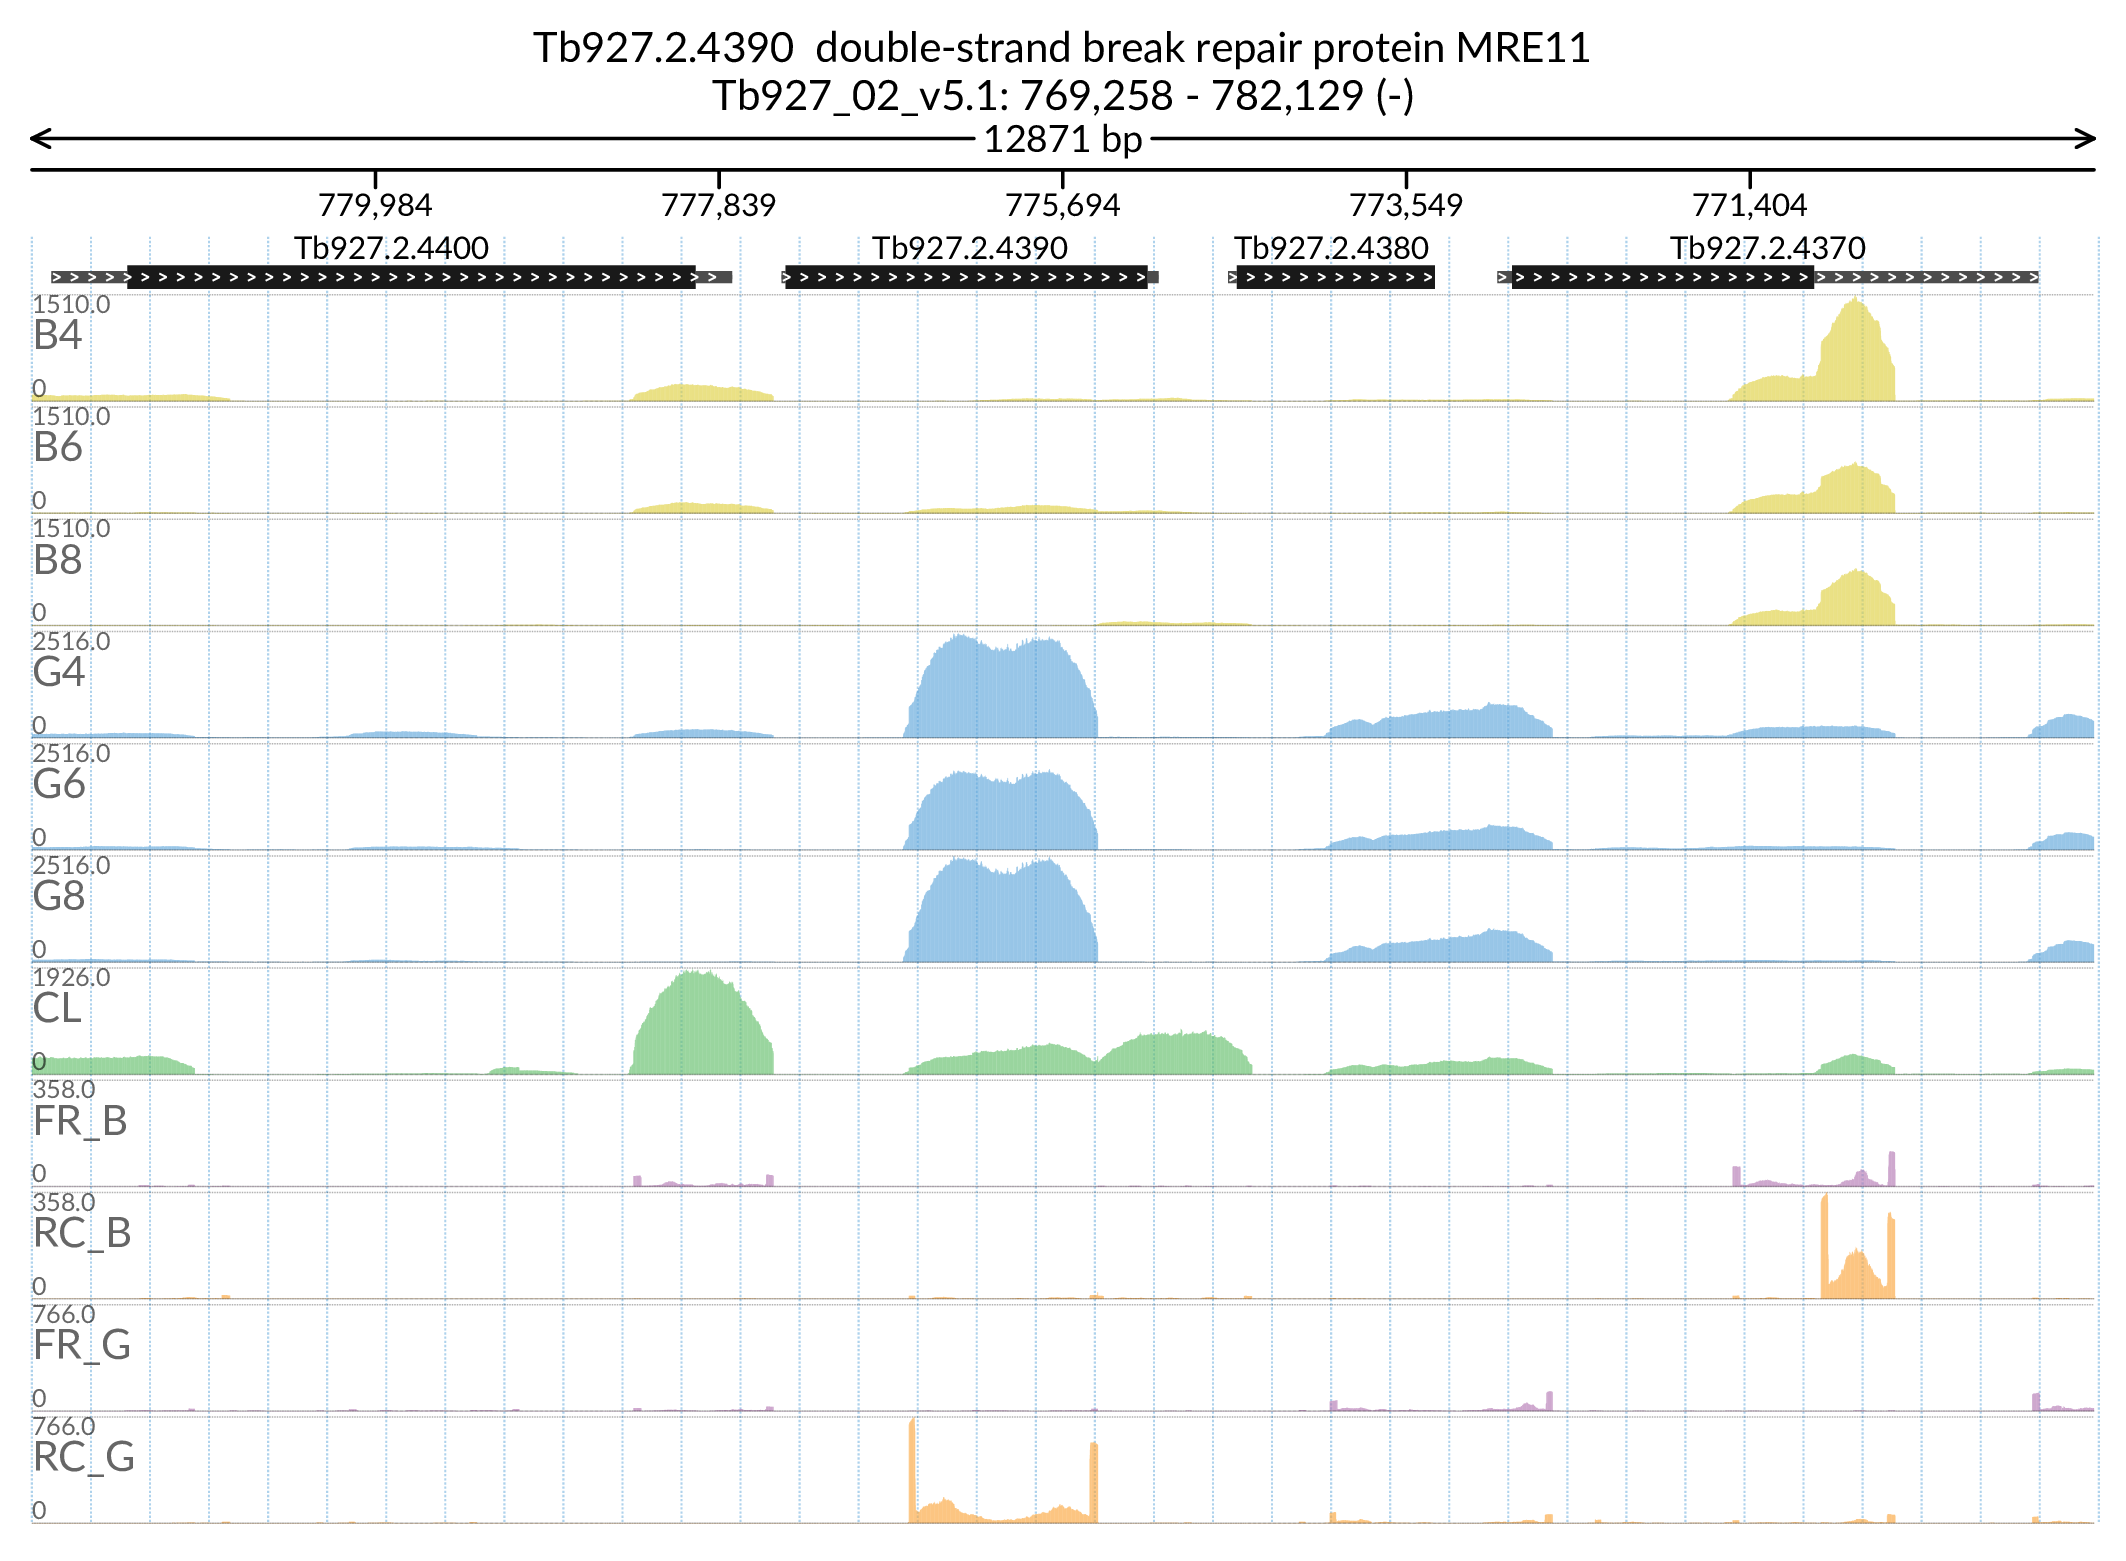 Tb927.2.4390  double-strand break repair protein MRE11
Tb927_02_v5.1: 769,258 - 782,129 (-)
12871 bp
779,984 777,839 775,694 773,549 771,404
Tb927.2.4400 Tb927.2.4390 Tb927.2.4380 Tb927.2.4370
1510.0
B4
0
1510.0
B6
0
1510.0
B8
0
2516.0
G4
0
2516.0
G6
0
2516.0
G8
0
1926.0
CL
0
358.0
FR_B
0
358.0
RC_B
0
766.0
FR_G
0
766.0
RC_G
0